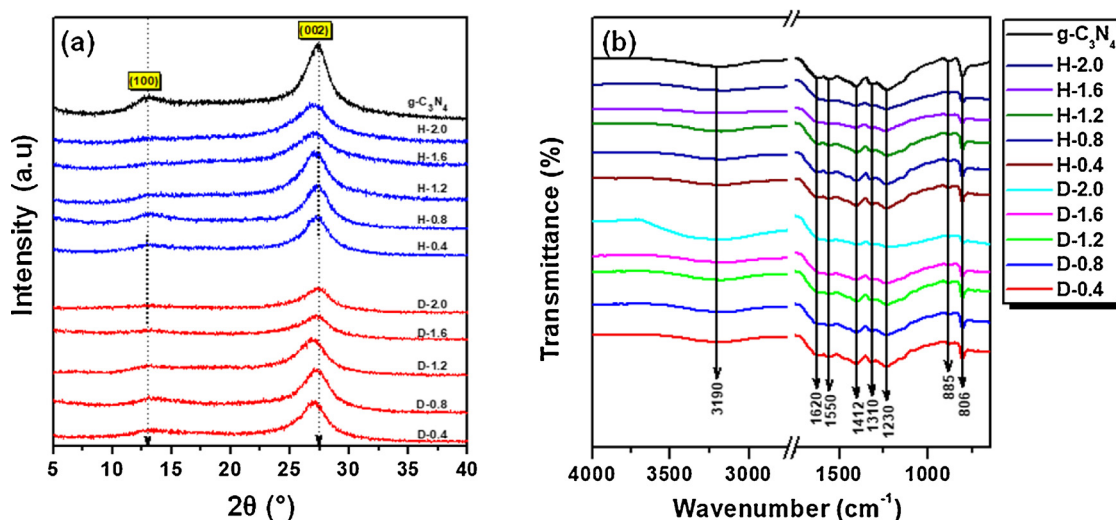 (a)
(100)
(002)
g-C₃N₄
H-2.0
H-1.6
H-1.2
H-0.8
H-0.4
D-2.0
D-1.6
D-1.2
D-0.8
D-0.4
Intensity (a.u)
5 10 15 20 25 30 35 40
2θ (°)
(b)
Transmittance (%)
3190
1620
1550
1412
1310
1230
885
806
4000 3000 1500 1000
Wavenumber (cm⁻¹)
g-C₃N₄
H-2.0
H-1.6
H-1.2
H-0.8
H-0.4
D-2.0
D-1.6
D-1.2
D-0.8
D-0.4